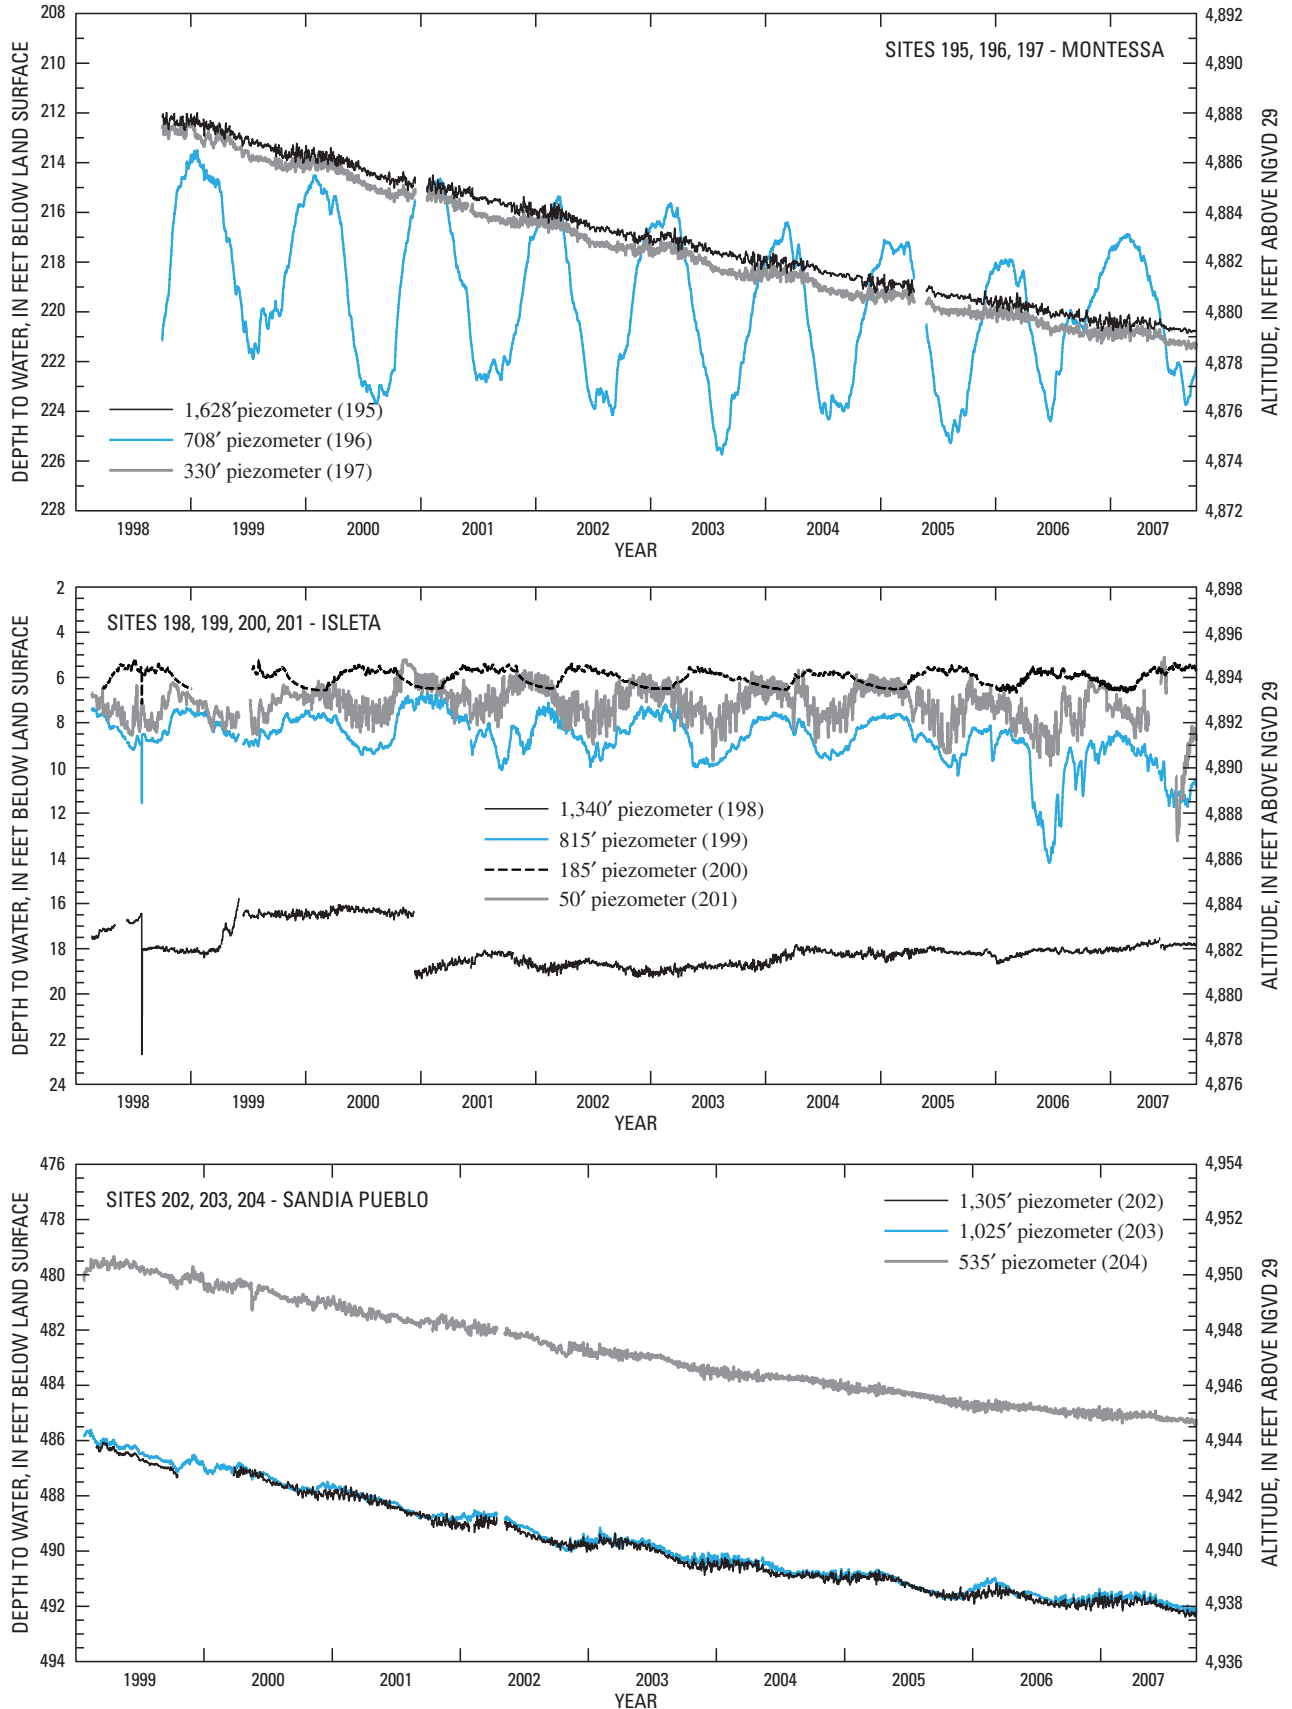 SITES 195, 196, 197 - MONTESSA
DEPTH TO WATER, IN FEET BELOW LAND SURFACE
208
210
212
214
216
218
220
222
224
226
228
4,892
4,890
4,888
4,886
4,884
4,882
4,880
4,878
4,876
4,874
4,872
ALTITUDE, IN FEET ABOVE NGVD 29
1,628′piezometer (195)
708′ piezometer (196)
330′ piezometer (197)
1998 1999 2000 2001 2002 2003 2004 2005 2006 2007
YEAR
SITES 198, 199, 200, 201 - ISLETA
DEPTH TO WATER, IN FEET BELOW LAND SURFACE
2
4
6
8
10
12
14
16
18
20
22
24
4,898
4,896
4,894
4,892
4,890
4,888
4,886
4,884
4,882
4,880
4,878
4,876
ALTITUDE, IN FEET ABOVE NGVD 29
1,340′ piezometer (198)
815′ piezometer (199)
185′ piezometer (200)
50′ piezometer (201)
1998 1999 2000 2001 2002 2003 2004 2005 2006 2007
YEAR
SITES 202, 203, 204 - SANDIA PUEBLO
DEPTH TO WATER, IN FEET BELOW LAND SURFACE
476
478
480
482
484
486
488
490
492
494
4,954
4,952
4,950
4,948
4,946
4,944
4,942
4,940
4,938
4,936
ALTITUDE, IN FEET ABOVE NGVD 29
1,305′ piezometer (202)
1,025′ piezometer (203)
535′ piezometer (204)
1999 2000 2001 2002 2003 2004 2005 2006 2007
YEAR